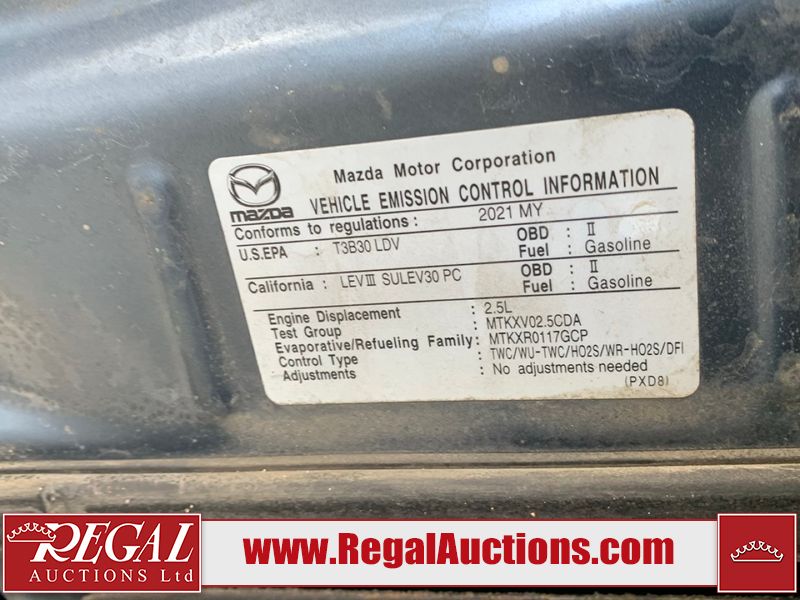 Mazda Motor Corporation
mazda
VEHICLE EMISSION CONTROL INFORMATION
Conforms to regulations : 2021 MY
U.S.EPA : T3B30 LDV OBD : II
Fuel : Gasoline
California : LEVIII SULEV30 PC OBD : II
Fuel : Gasoline
Engine Displacement : 2.5L
Test Group : MTKXV02.5CDA
Evaporative/Refueling Family: MTKXR0117GCP
Control Type : TWC/WU-TWC/HO2S/WR-HO2S/DFI
Adjustments : No adjustments needed
(PXD8)
REGAL
AUCTIONS Ltd
www.RegalAuctions.com